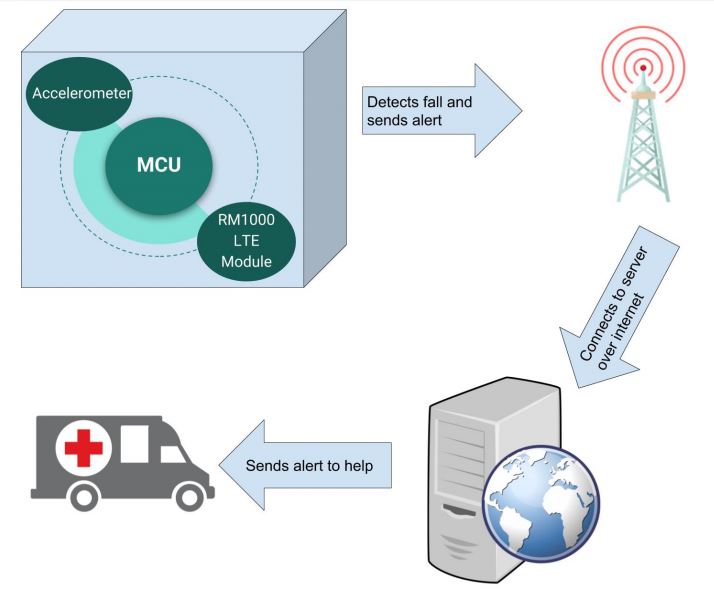 Accelerometer
MCU
RM1000
LTE
Module
Detects fall and
sends alert
Connects to server
over internet
Sends alert to help